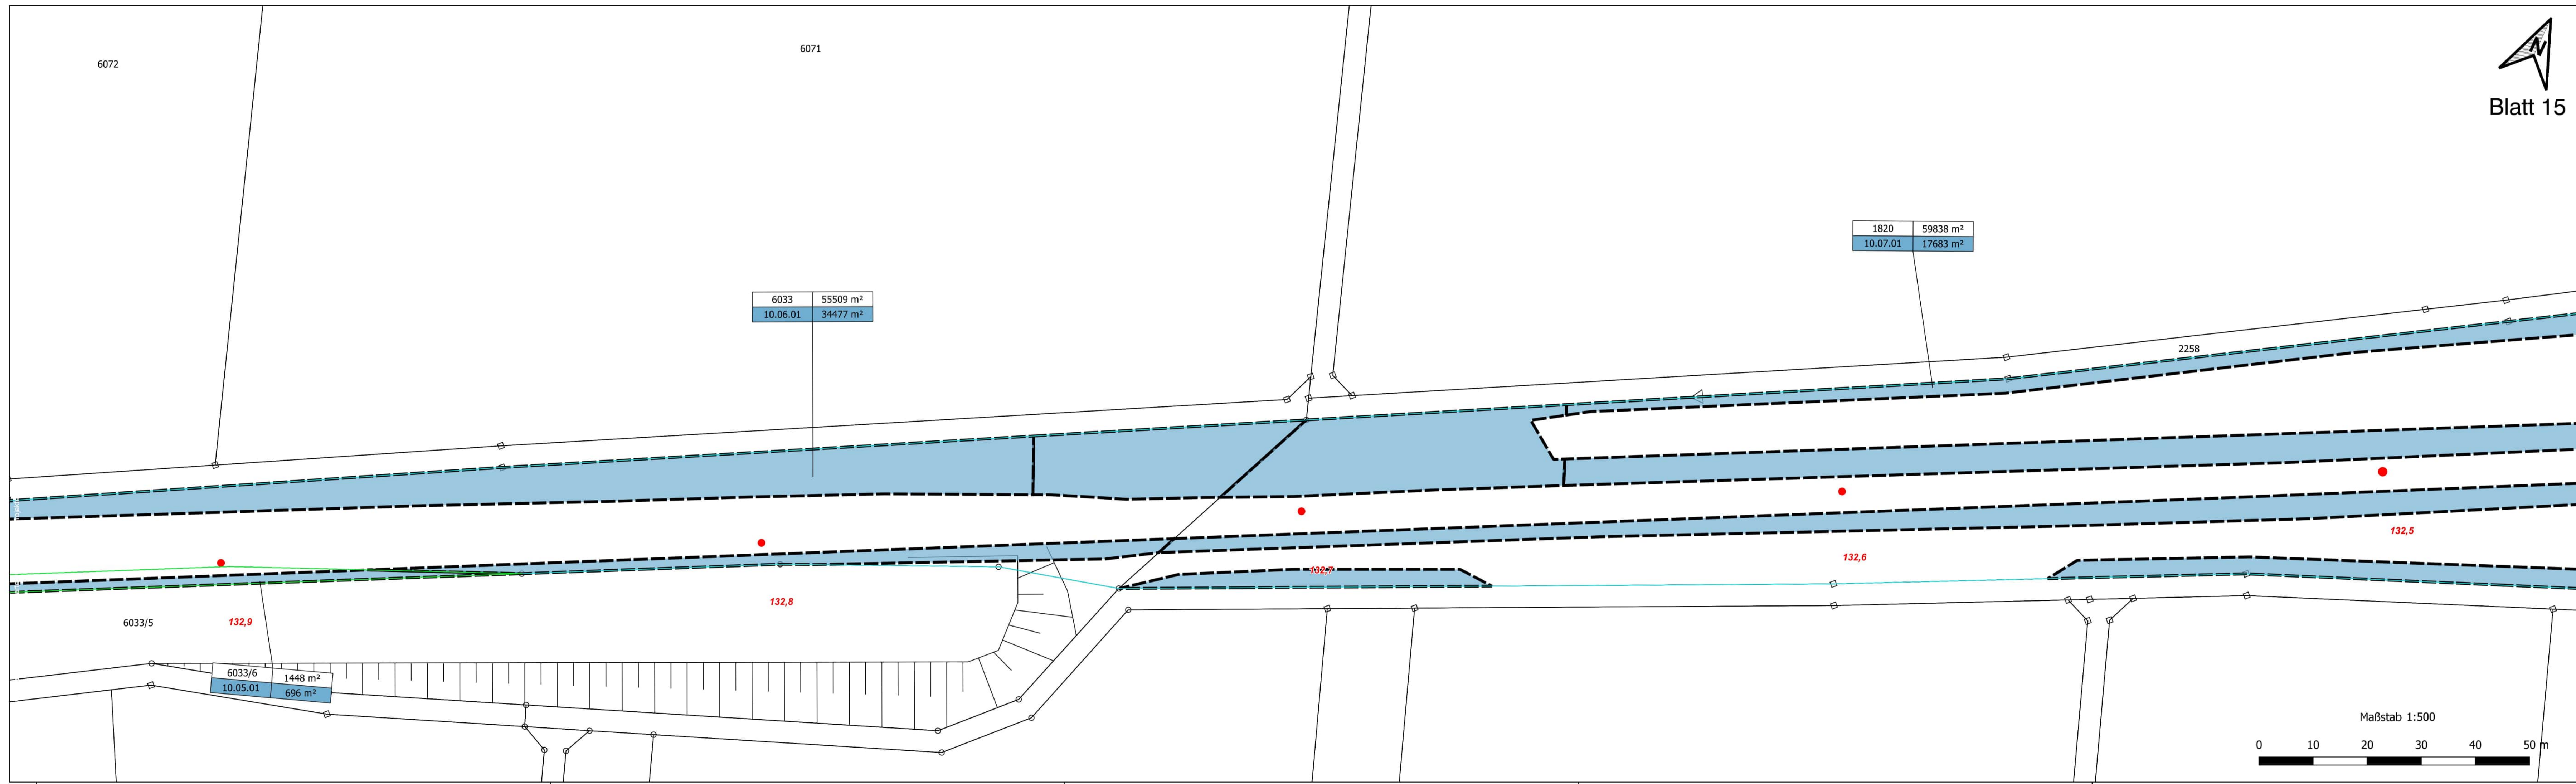 6071
6072
N
Blatt 15
1820 59838 m²
10.07.01 17683 m²
6033 55509 m²
10.06.01 34477 m²
2258
132,5
132,6
132,7
132,8
6033/5
132,9
6033/6 1448 m²
10.05.01 696 m²
Maßstab 1:500
0 10 20 30 40 50 m